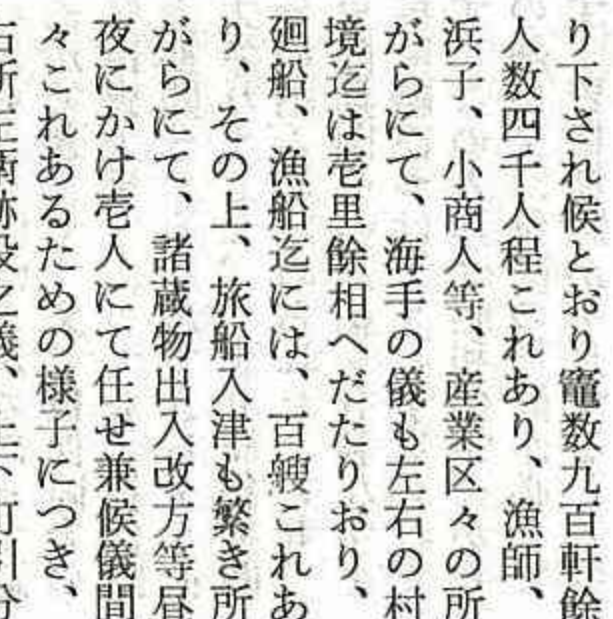 り下され候とおり竈数九百軒餘
人数四千人程これあり、漁師、
浜子、小商人等、産業区々の所
がらにて、海手の儀も左右の村
境迄は壱里餘相へだたりおり、
廻船、漁船迄には、百艘これあ
り、その上、旅船入津も繁き所
がらにて、諸蔵物出入改方等昼
夜にかけ壱人にて任せ兼候儀間
々これあるための様子につき、